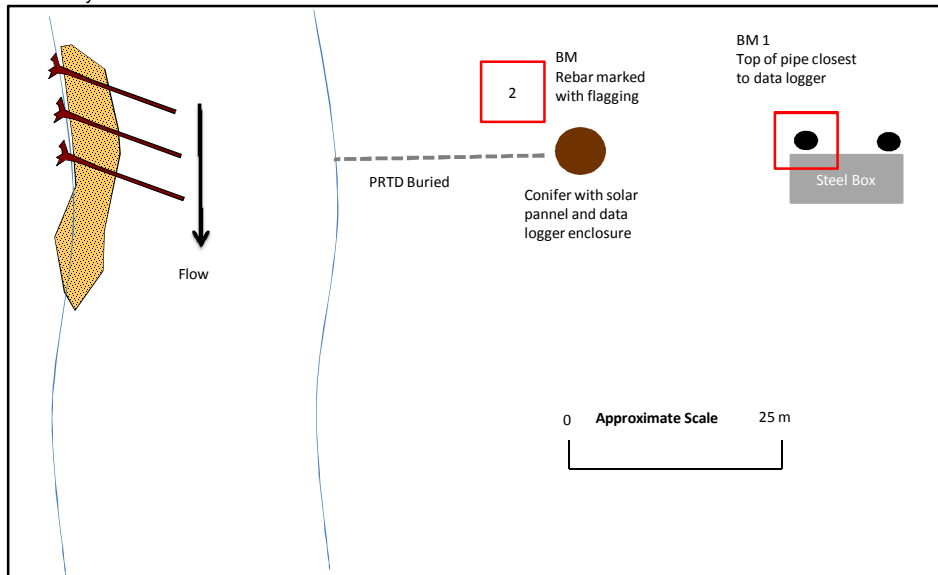 BM
Rebar marked
with flagging
2
BM 1
Top of pipe closest
to data logger
Steel Box
PRTD Buried
Conifer with solar
pannel and data
logger enclosure
Flow
0 Approximate Scale 25 m